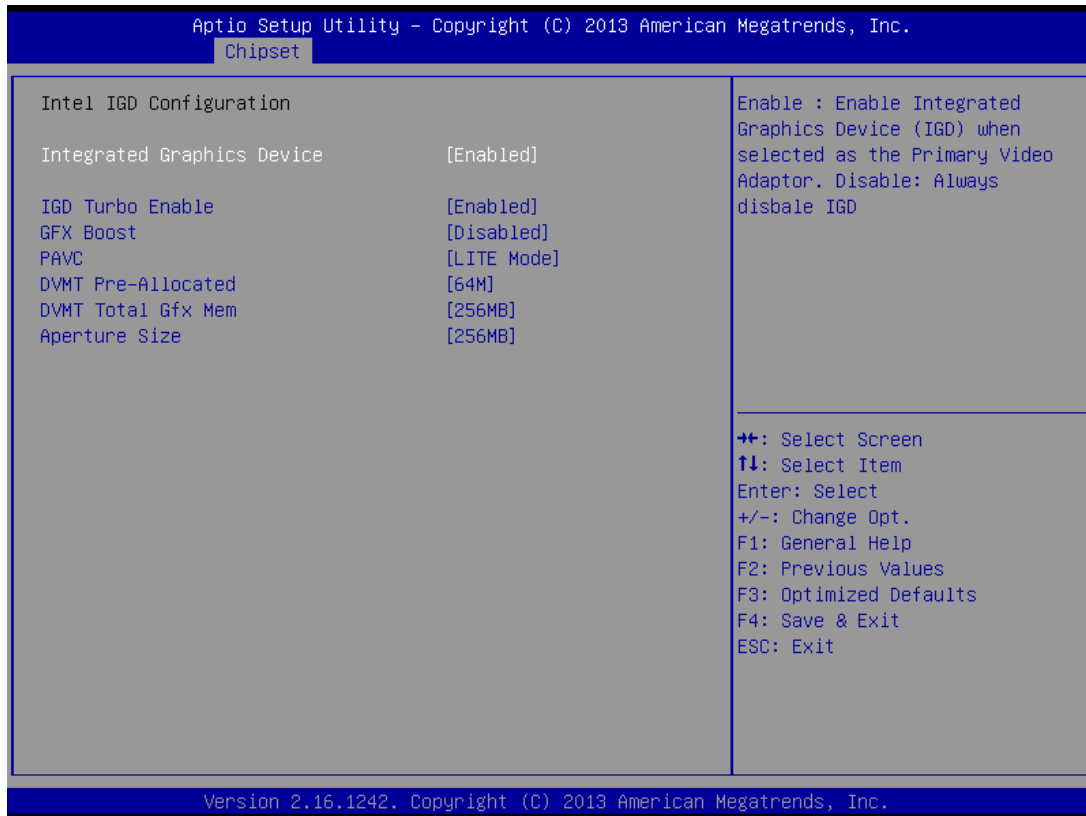 Aptio Setup Utility – Copyright (C) 2013 American Megatrends, Inc.
Chipset
Intel IGD Configuration
Integrated Graphics Device [Enabled]
IGD Turbo Enable [Enabled]
GFX Boost [Disabled]
PAVC [LITE Mode]
DVMT Pre-Allocated [64M]
DVMT Total Gfx Mem [256MB]
Aperture Size [256MB]
Enable : Enable Integrated
Graphics Device (IGD) when
selected as the Primary Video
Adaptor. Disable: Always
disbale IGD
→←: Select Screen
↑↓: Select Item
Enter: Select
+/-: Change Opt.
F1: General Help
F2: Previous Values
F3: Optimized Defaults
F4: Save & Exit
ESC: Exit
Version 2.16.1242. Copyright (C) 2013 American Megatrends, Inc.